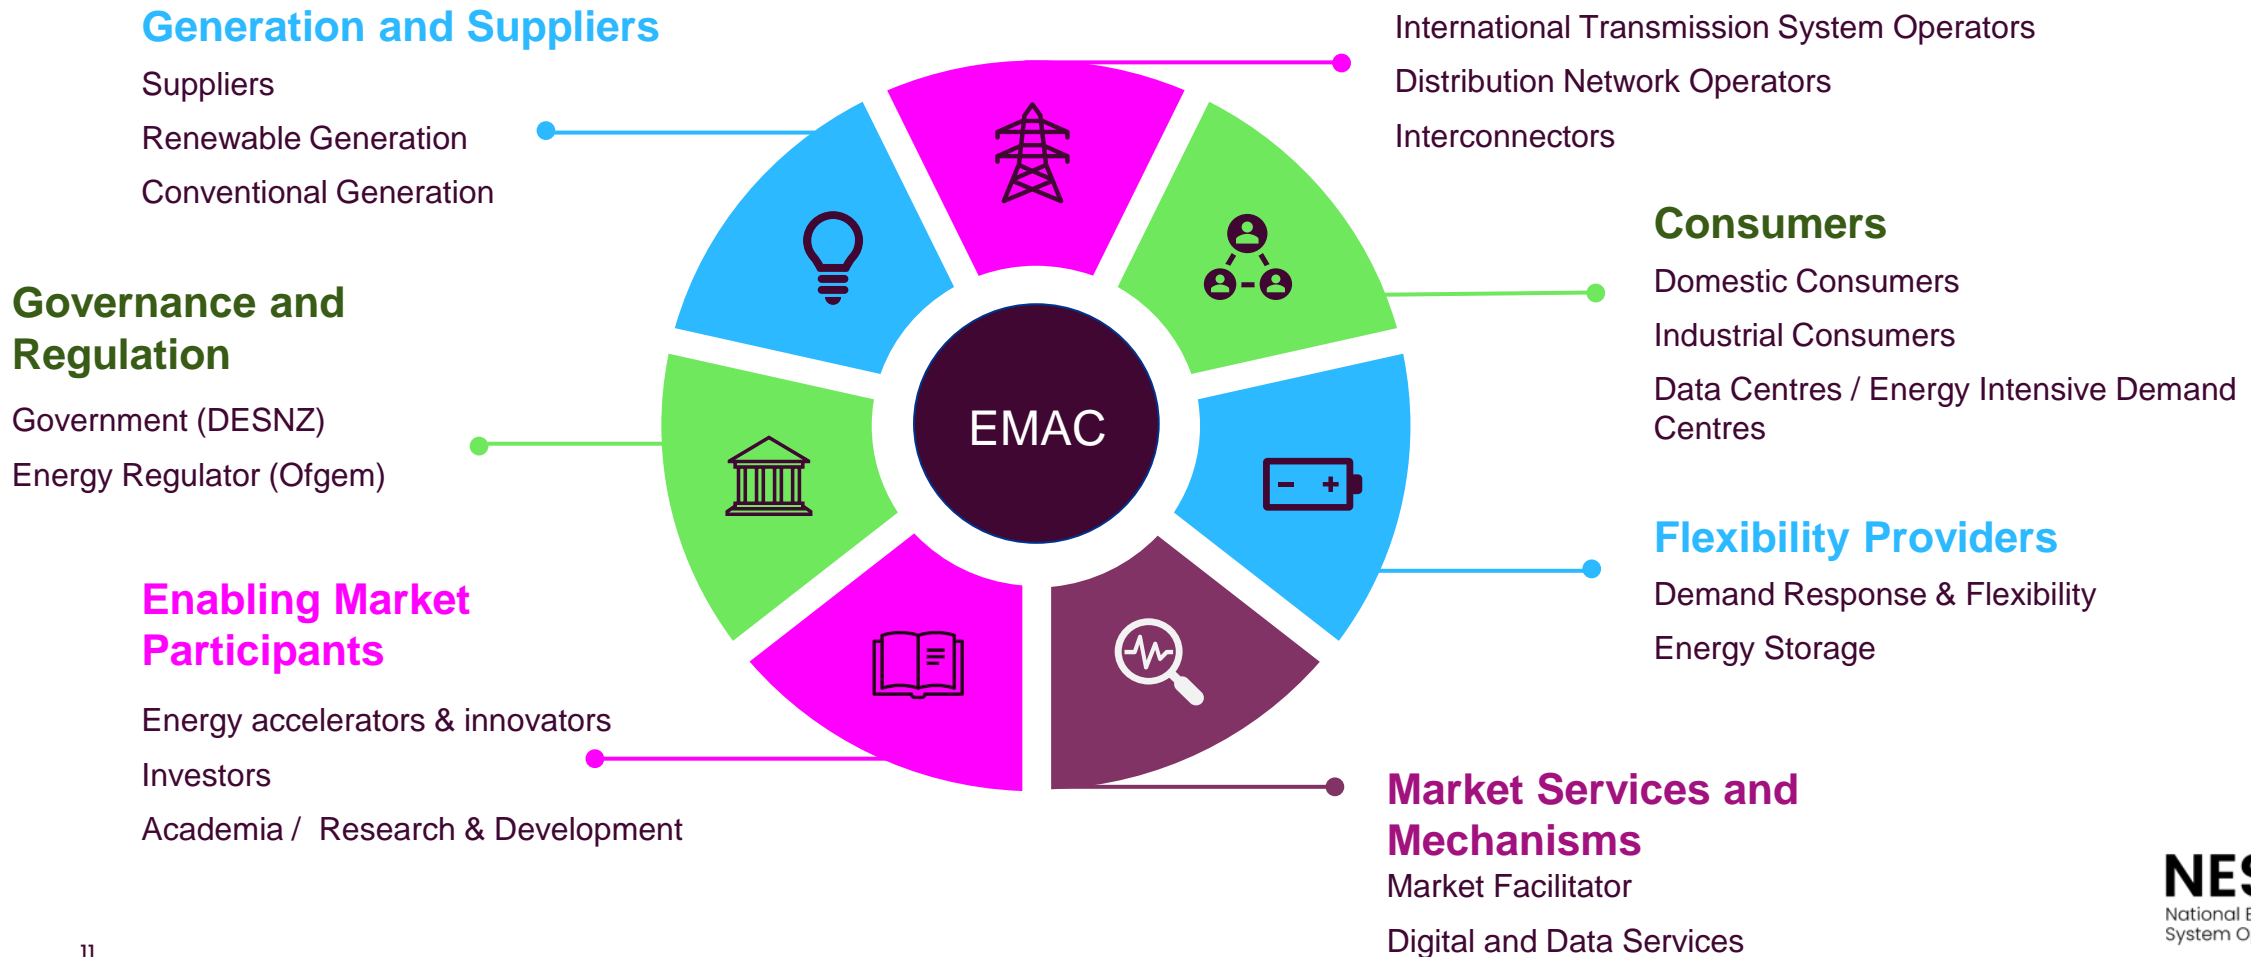 Generation and Suppliers
Suppliers
Renewable Generation
Conventional Generation
International Transmission System Operators
Distribution Network Operators
Interconnectors
Governance and
Regulation
Government (DESNZ)
Energy Regulator (Ofgem)
EMAC
Consumers
Domestic Consumers
Industrial Consumers
Data Centres / Energy Intensive Demand
Centres
Flexibility Providers
Demand Response & Flexibility
Energy Storage
Enabling Market
Participants
Energy accelerators & innovators
Investors
Academia / Research & Development
Market Services and
Mechanisms
Market Facilitator
Digital and Data Services
National
System
11